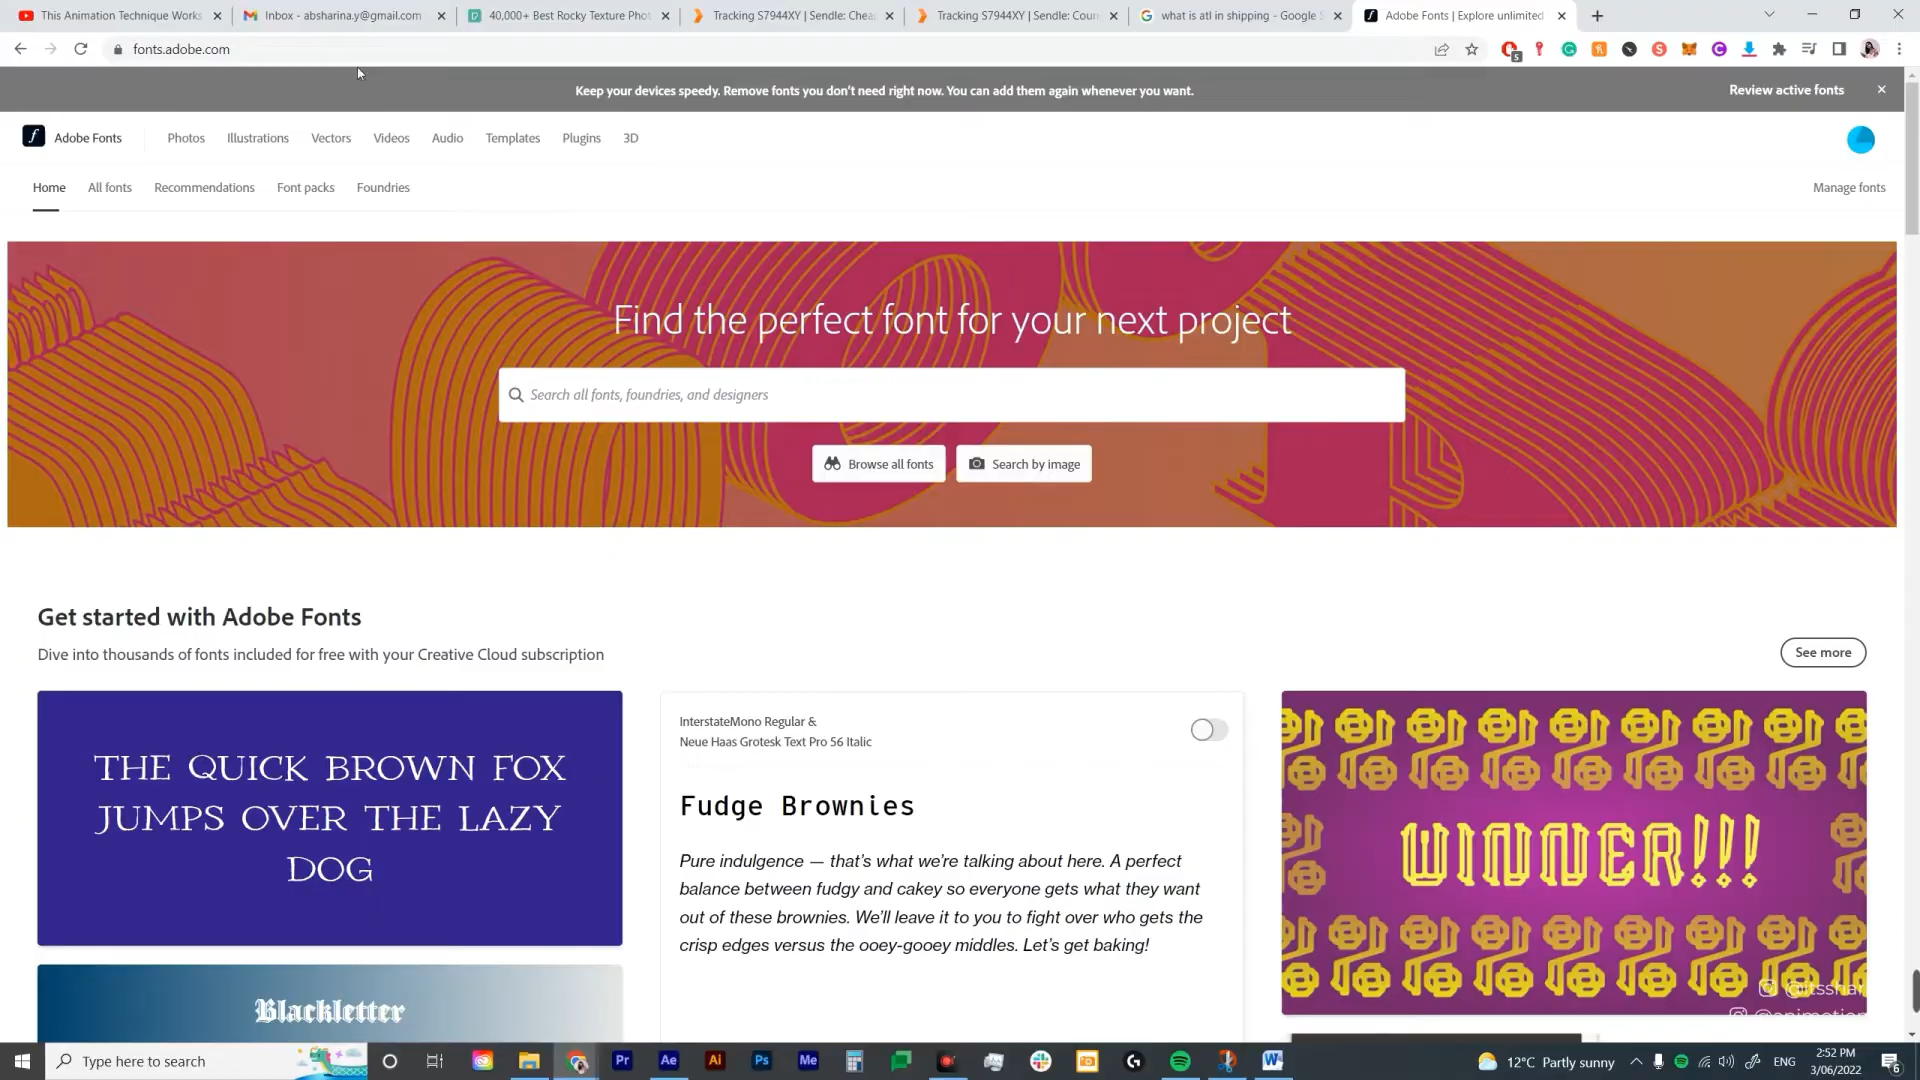 This Animation Technique Works
Inbox - absharina.y@gmail.com
40,000+ Best Rocky Texture Phot
Tracking S7944XY | Sendle: Chea
Tracking S7944XY | Sendle: Cour
what is atl in shipping - Google S
Adobe Fonts | Explore unlimited
fonts.adobe.com
Keep your devices speedy. Remove fonts you don't need right now. You can add them again whenever you want.
Review active fonts
Adobe Fonts
Photos
Illustrations
Vectors
Videos
Audio
Templates
Plugins
3D
Home
All fonts
Recommendations
Font packs
Foundries
Manage fonts
Find the perfect font for your next project
Search all fonts, foundries, and designers
Browse all fonts
Search by image
Get started with Adobe Fonts
Dive into thousands of fonts included for free with your Creative Cloud subscription
See more
THE QUICK BROWN FOX
JUMPS OVER THE LAZY
DOG
InterstateMono Regular &
Neue Haas Grotesk Text Pro 56 Italic
Fudge Brownies
Pure indulgence — that's what we're talking about here. A perfect
balance between fudgy and cakey so everyone gets what they want
out of these brownies. We'll leave it to you to fight over who gets the
crisp edges versus the ooey-gooey middles. Let's get baking!
WINNER!!!
Blackletter
@itsshar
@animotion
Type here to search
Pr
Ae
Ai
Ps
Me
12°C Partly sunny
ENG
2:52 PM
3/06/2022
6